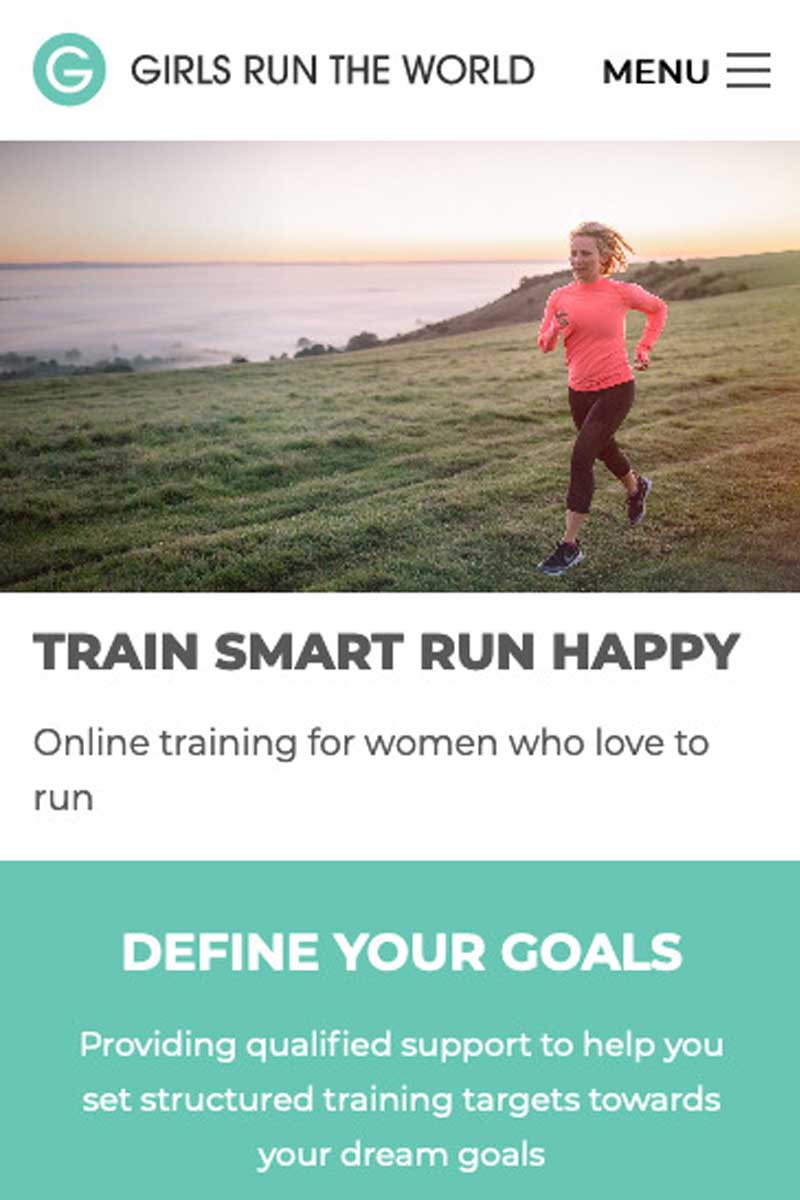 G GIRLS RUN THE WORLD MENU
TRAIN SMART RUN HAPPY
Online training for women who love to
run
DEFINE YOUR GOALS
Providing qualified support to help you
set structured training targets towards
your dream goals